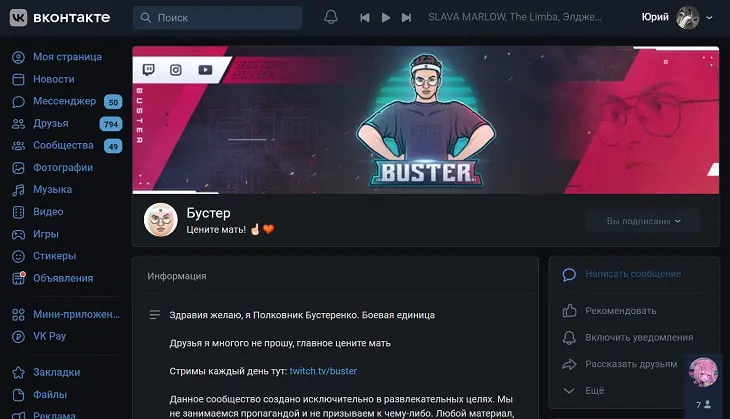 вконтакте
Поиск
SLAVA MARLOW, The Limba, Элдже...
Юрий
Моя страница
Новости
Мессенджер 50
Друзья 794
Сообщества 49
Фотографии
Музыка
Видео
Игры
Стикеры
Объявления
Мини-приложен...
VK Pay
Закладки
Файлы
Реклама
BUSTER
BUSTER
Бустер
Цените мать! ☝🏻❤️
Вы подписаны
Информация
Здравия желаю, я Полковник Бустеренко. Боевая единица
Друзья я многого не прошу, главное цените мать
Стримы каждый день тут: twitch.tv/buster
Данное сообщество создано исключительно в развлекательных целях. Мы
не занимаемся пропагандой и не призываем к чему-либо. Любой материал,
Написать сообщение
Рекомендовать
Включить уведомления
Рассказать друзьям
Ещё
7